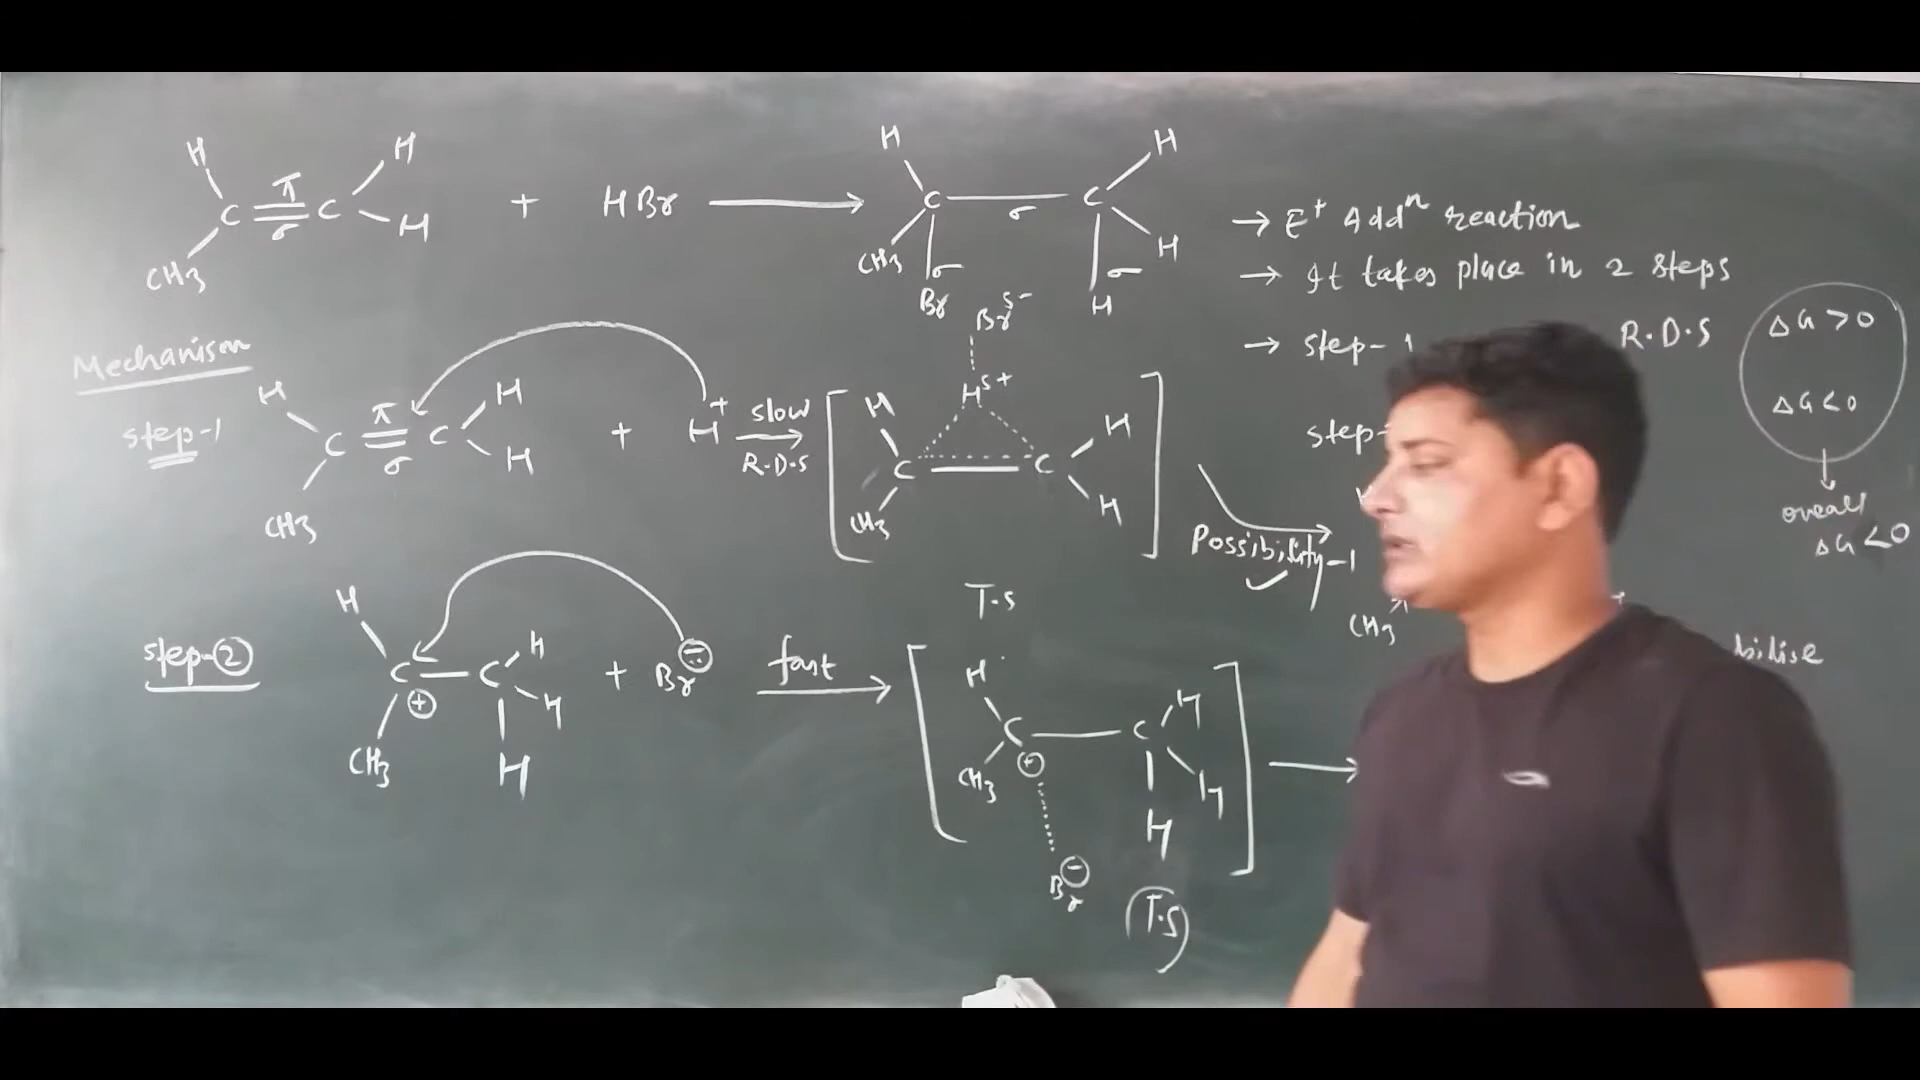 H H H H
π
C C + HBr ⟶ C σ C → E⁺ Addⁿ reaction
σ
CH3 H CH3 σ σ H → It takes place in 2 steps
Br H
Brδ- → step-1 R.D.S ΔG > 0
Mechanism
H π H Hδ+ H H ΔG < 0
step-1 C C + H⁺ slow C C step-
σ R.D.S
CH3 H CH3 H overall
Possibility-1 ΔG < 0
T.S CH3
H H H H bilise
step-② C C + Br⊖ fast C C
⊕ H CH3 ⊕ H
CH3 H H
Br⊖ T.S